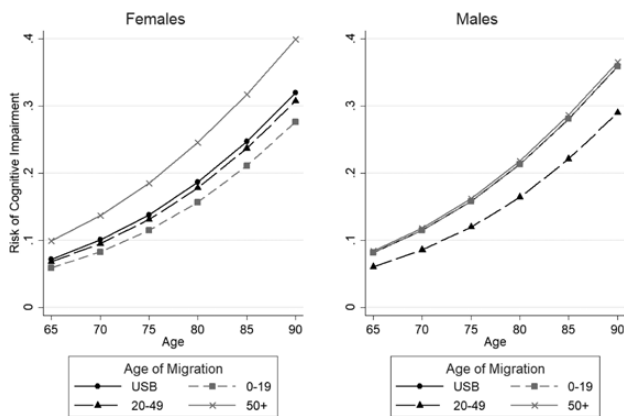 Females
Males
Risk of Cognitive Impairment
.4
.3
.2
.1
0
65 70 75 80 85 90
Age
.4
.3
.2
.1
0
65 70 75 80 85 90
Age
Age of Migration
USB 0-19
20-49 50+
Age of Migration
USB 0-19
20-49 50+